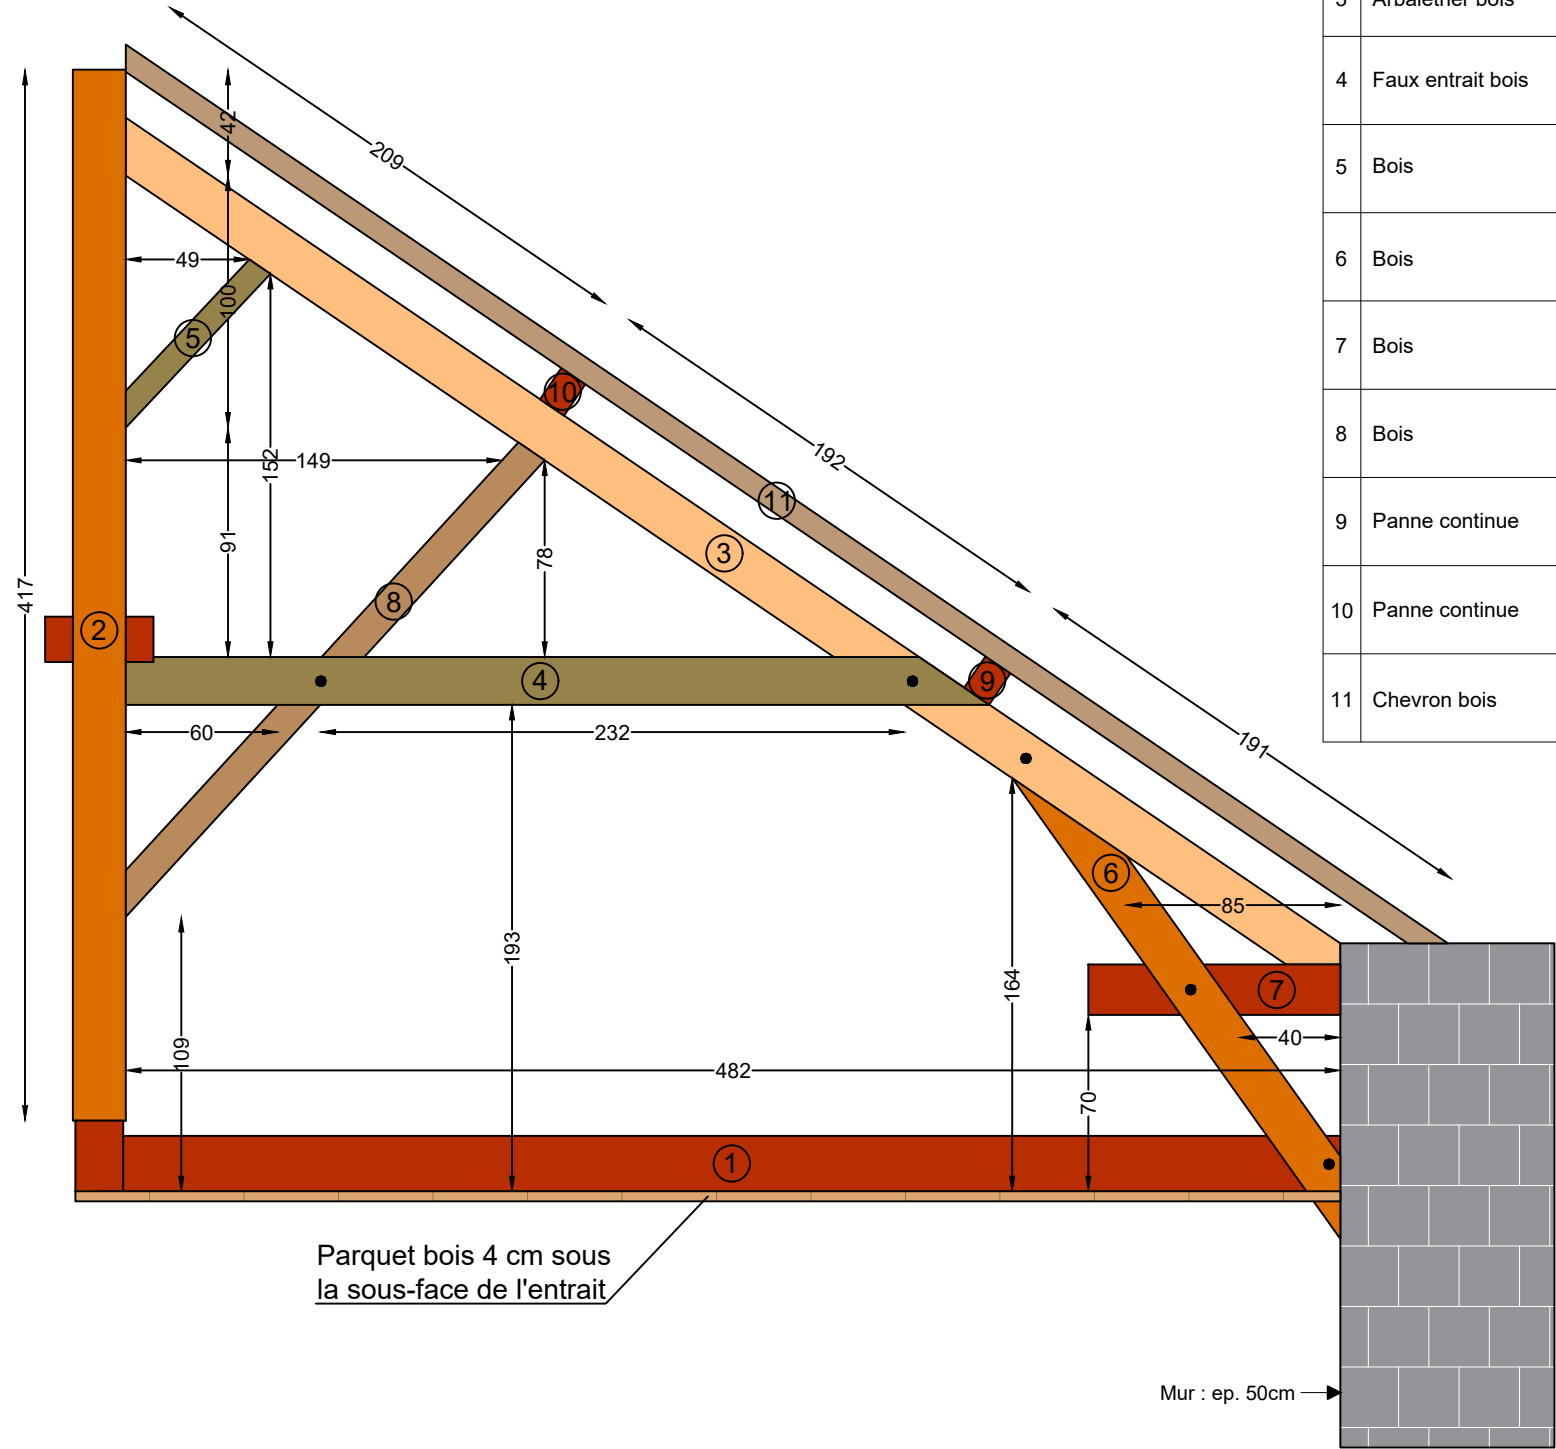 3 Arbalétrier bois
4 Faux entrait bois
5 Bois
6 Bois
7 Bois
8 Bois
9 Panne continue
10 Panne continue
11 Chevron bois
209
42
49
100
5
10
149
152
192
11
91
78
3
417
2
8
4
9
60
232
191
6
85
193
164
7
109
40
482
70
1
Parquet bois 4 cm sous
la sous-face de l'entrait
Mur : ep. 50cm